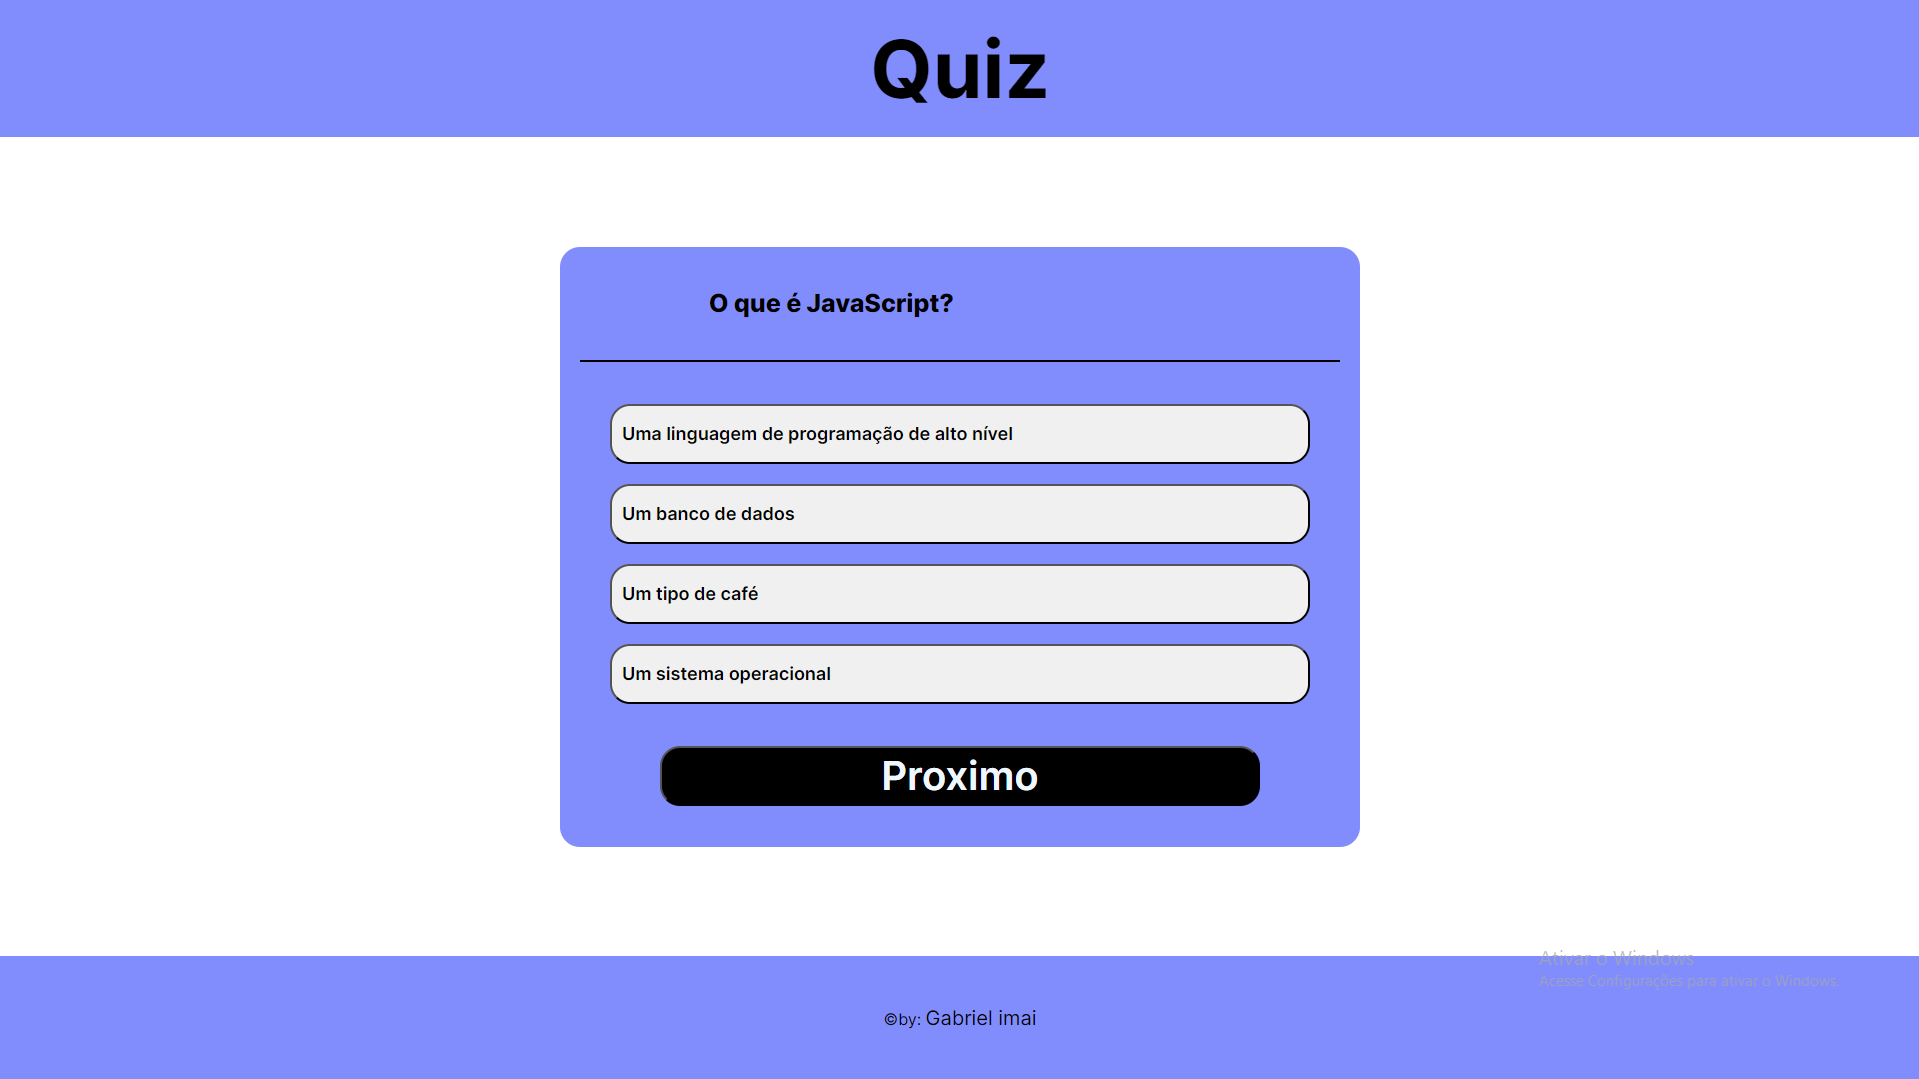 Quiz
O que é JavaScript?
Uma linguagem de programação de alto nível
Um banco de dados
Um tipo de café
Um sistema operacional
Proximo
Ativar o Windows
Acesse Configurações para ativar o Windows.
©by: Gabriel imai